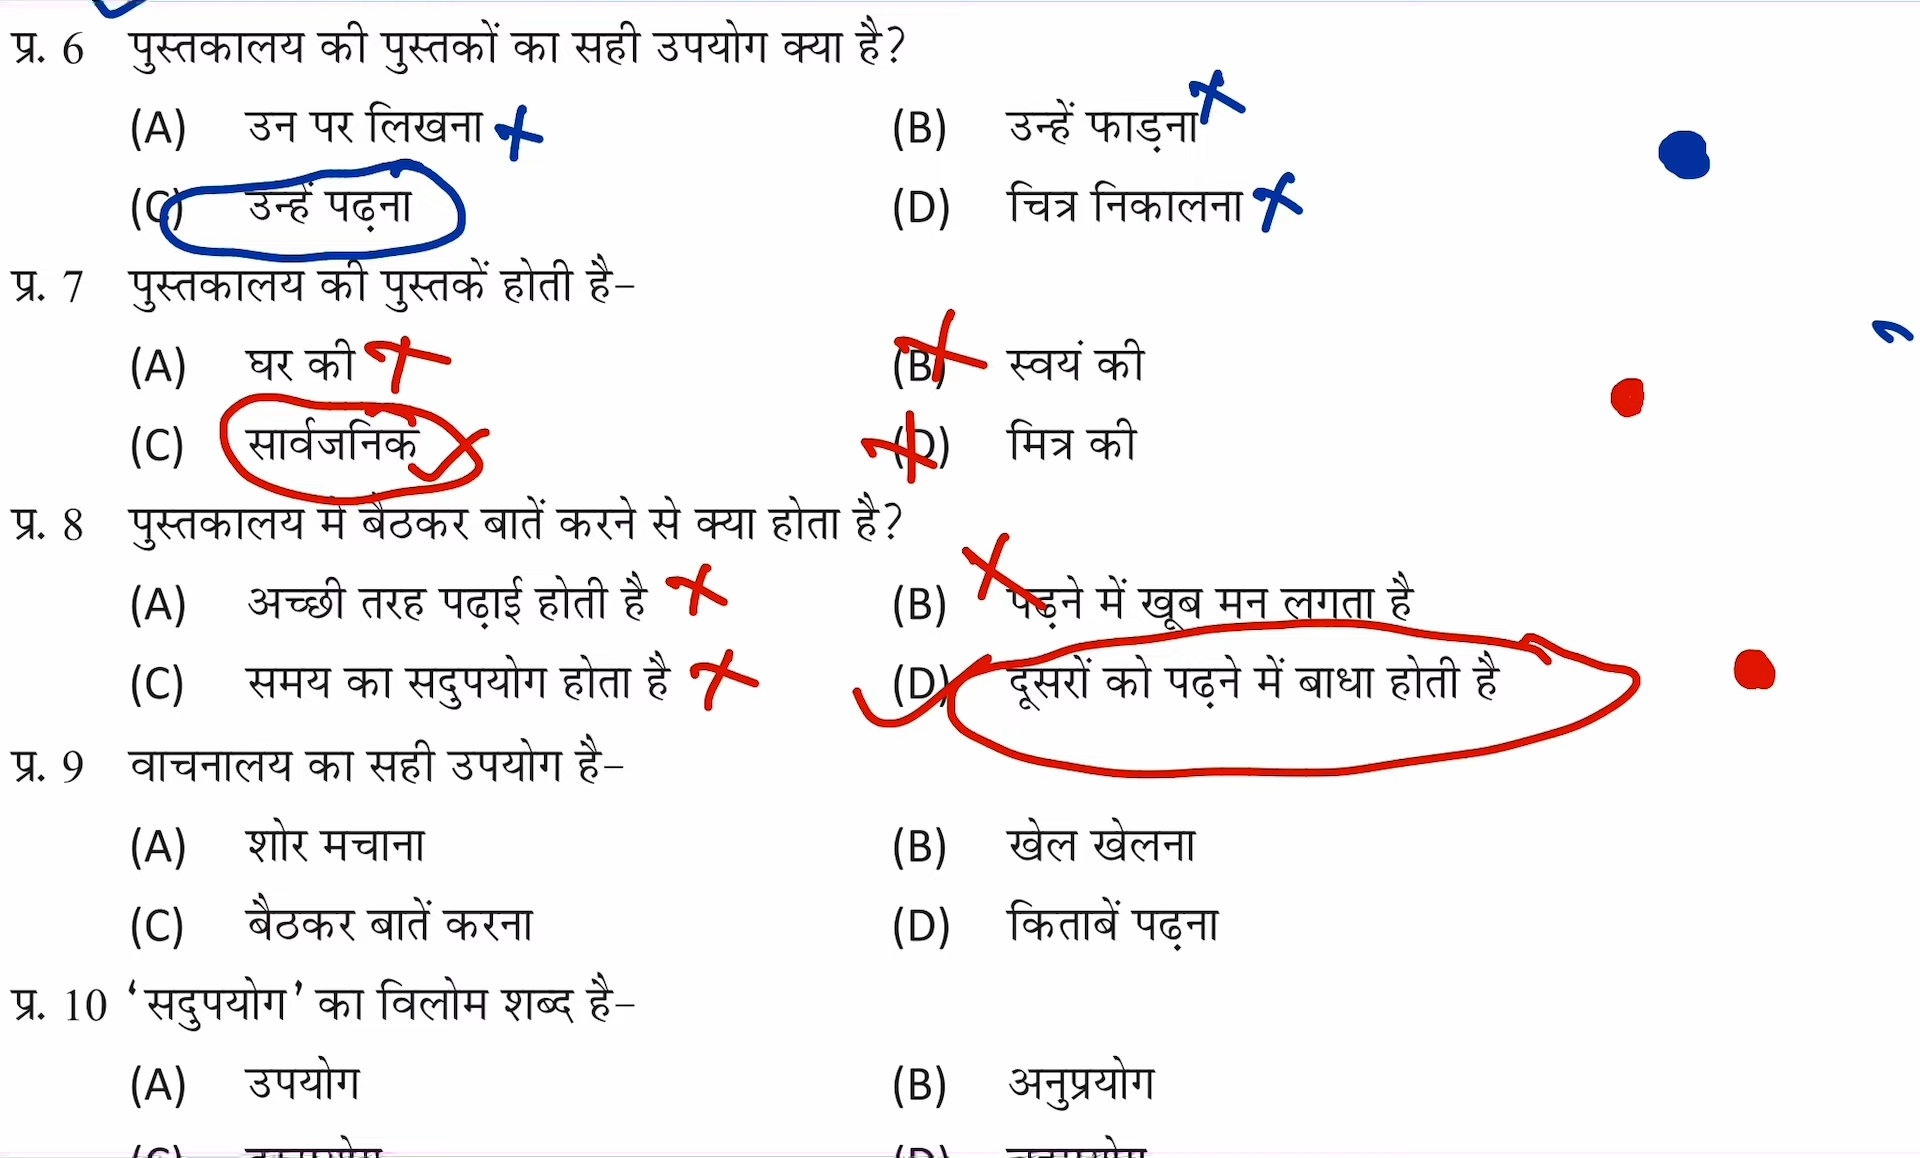 प्र. 6 पुस्तकालय की पुस्तकों का सही उपयोग क्या है?
(A) उन पर लिखना (B) उन्हें फाड़ना
(C) उन्हें पढ़ना (D) चित्र निकालना
प्र. 7 पुस्तकालय की पुस्तकें होती है-
(A) घर की (B) स्वयं की
(C) सार्वजनिक (D) मित्र की
प्र. 8 पुस्तकालय में बैठकर बातें करने से क्या होता है?
(A) अच्छी तरह पढ़ाई होती है (B) पढ़ने में खूब मन लगता है
(C) समय का सदुपयोग होता है (D) दूसरों को पढ़ने में बाधा होती है
प्र. 9 वाचनालय का सही उपयोग है-
(A) शोर मचाना (B) खेल खेलना
(C) बैठकर बातें करना (D) किताबें पढ़ना
प्र. 10 ‘सदुपयोग’ का विलोम शब्द है-
(A) उपयोग (B) अनुप्रयोग
(C) (D)